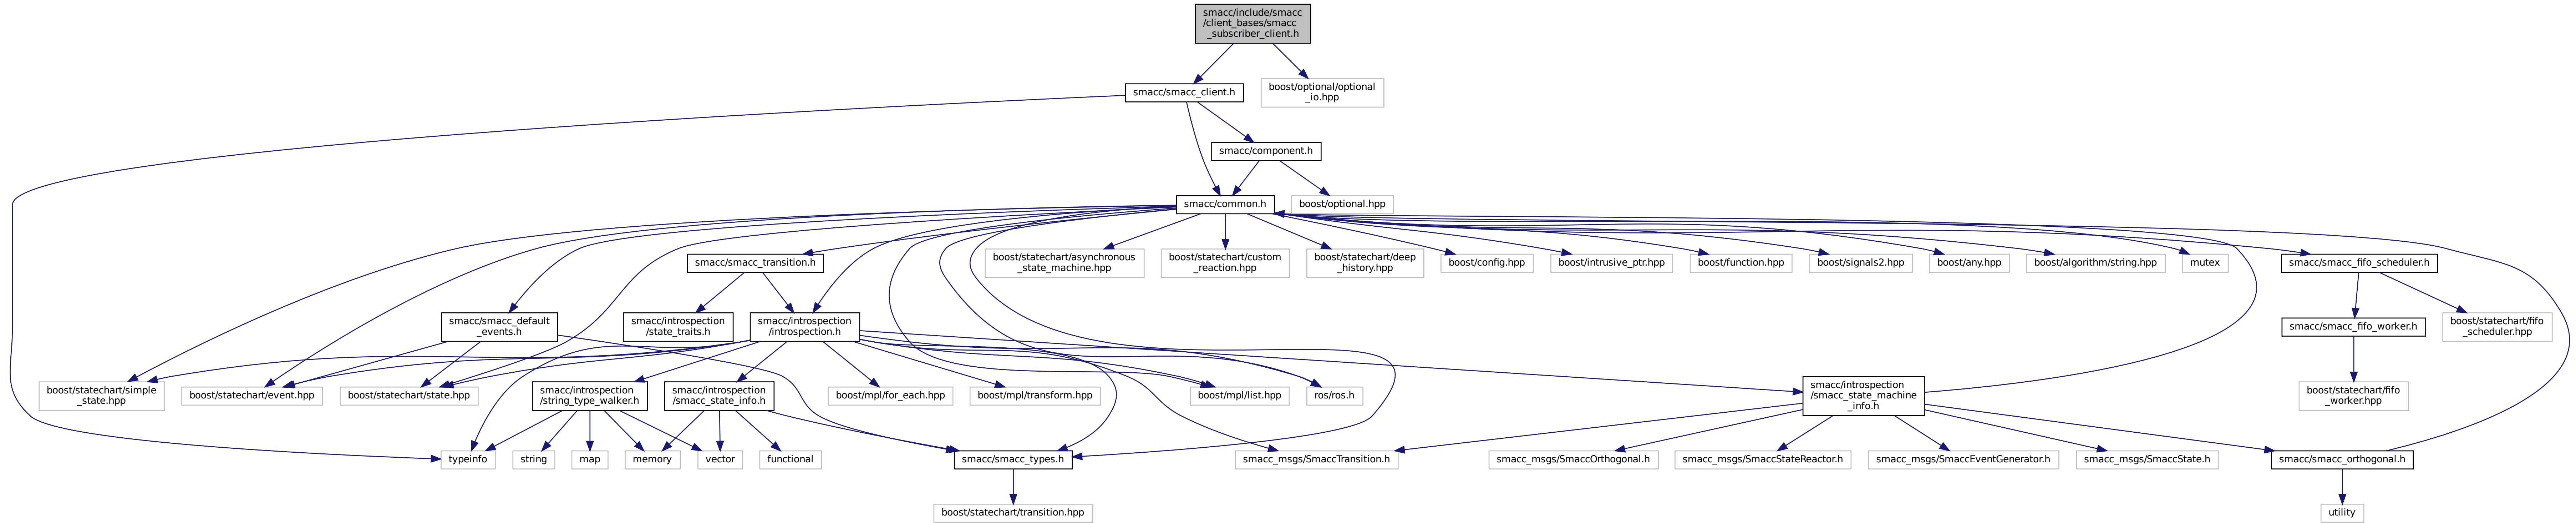 smacc/include/smacc
/client_bases/smacc
_subscriber_client.h
smacc/smacc_client.h
boost/optional/optional
_io.hpp
smacc/component.h
smacc/common.h
boost/optional.hpp
smacc/smacc_transition.h
boost/statechart/asynchronous
_state_machine.hpp
boost/statechart/custom
_reaction.hpp
boost/statechart/deep
_history.hpp
boost/config.hpp
boost/intrusive_ptr.hpp
boost/function.hpp
boost/signals2.hpp
boost/any.hpp
boost/algorithm/string.hpp
mutex
smacc/smacc_fifo_scheduler.h
smacc/smacc_default
_events.h
smacc/introspection
/state_traits.h
smacc/introspection
/introspection.h
smacc/smacc_fifo_worker.h
boost/statechart/fifo
_scheduler.hpp
boost/statechart/simple
_state.hpp
boost/statechart/event.hpp
boost/statechart/state.hpp
smacc/introspection
/string_type_walker.h
smacc/introspection
/smacc_state_info.h
boost/mpl/for_each.hpp
boost/mpl/transform.hpp
boost/mpl/list.hpp
ros/ros.h
smacc/introspection
/smacc_state_machine
_info.h
boost/statechart/fifo
_worker.hpp
typeinfo
string
map
memory
vector
functional
smacc/smacc_types.h
smacc_msgs/SmaccTransition.h
smacc_msgs/SmaccOrthogonal.h
smacc_msgs/SmaccStateReactor.h
smacc_msgs/SmaccEventGenerator.h
smacc_msgs/SmaccState.h
smacc/smacc_orthogonal.h
boost/statechart/transition.hpp
utility